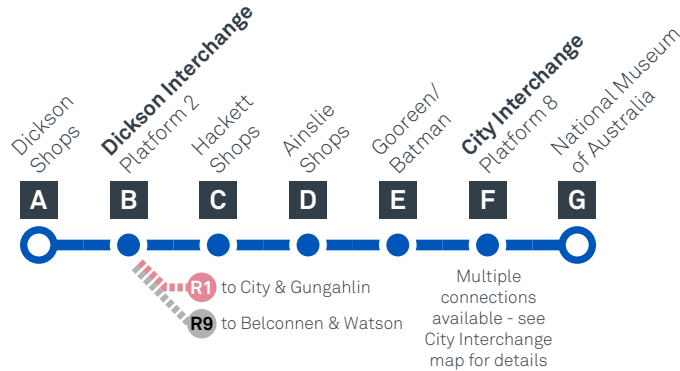 Dickson
Shops
Dickson Interchange
Platform 2
Hackett
Shops
Ainslie
Shops
Gooreen/
Batman
City Interchange
Platform 8
National Museum
of Australia
A
B
C
D
E
F
G
R1 to City & Gungahlin
R9 to Belconnen & Watson
Multiple
connections
available - see
City Interchange
map for details